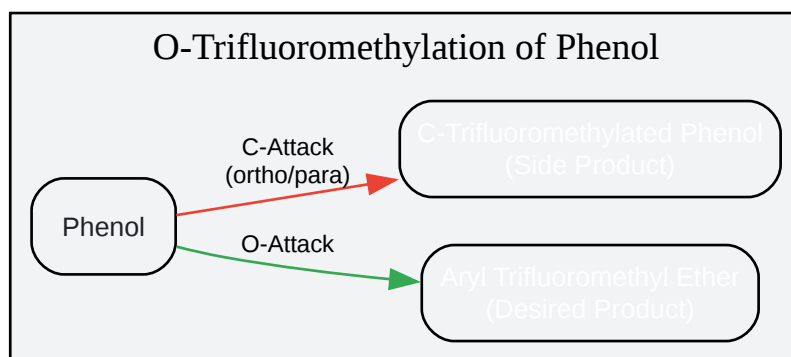 O-Trifluoromethylation of Phenol
C-Trifluoromethylated Phenol
(Side Product)
C-Attack
(ortho/para)
Phenol
O-Attack
Aryl Trifluoromethyl Ether
(Desired Product)